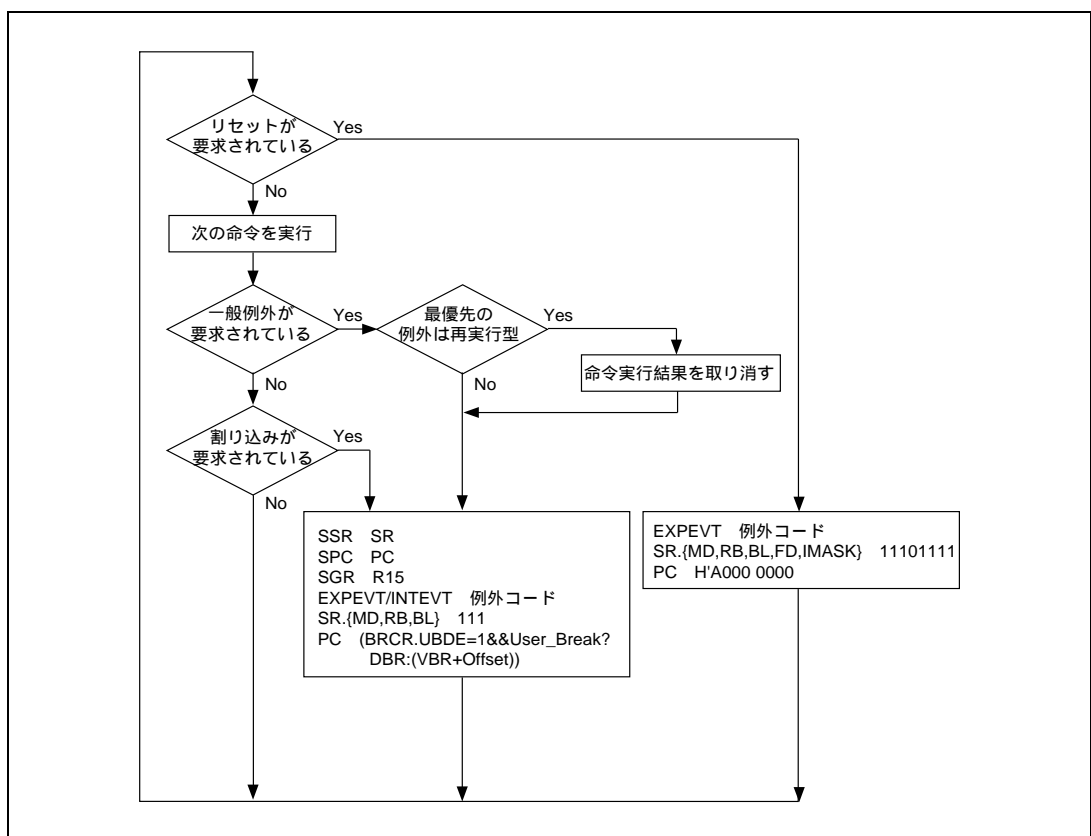 リセットが
要求されている
Yes
No
次の命令を実行
一般例外が
要求されている
Yes
No
最優先の
例外は再実行型
Yes
No
命令実行結果を取り消す
割り込みが
要求されている
Yes
No
SSR SR
SPC PC
SGR R15
EXPEVT/INTEVT 例外コード
SR.{MD,RB,BL} 111
PC (BRCR.UBDE=1&&User_Break?
DBR:(VBR+Offset))
EXPEVT 例外コード
SR.{MD,RB,BL,FD,IMASK} 11101111
PC H'A000 0000